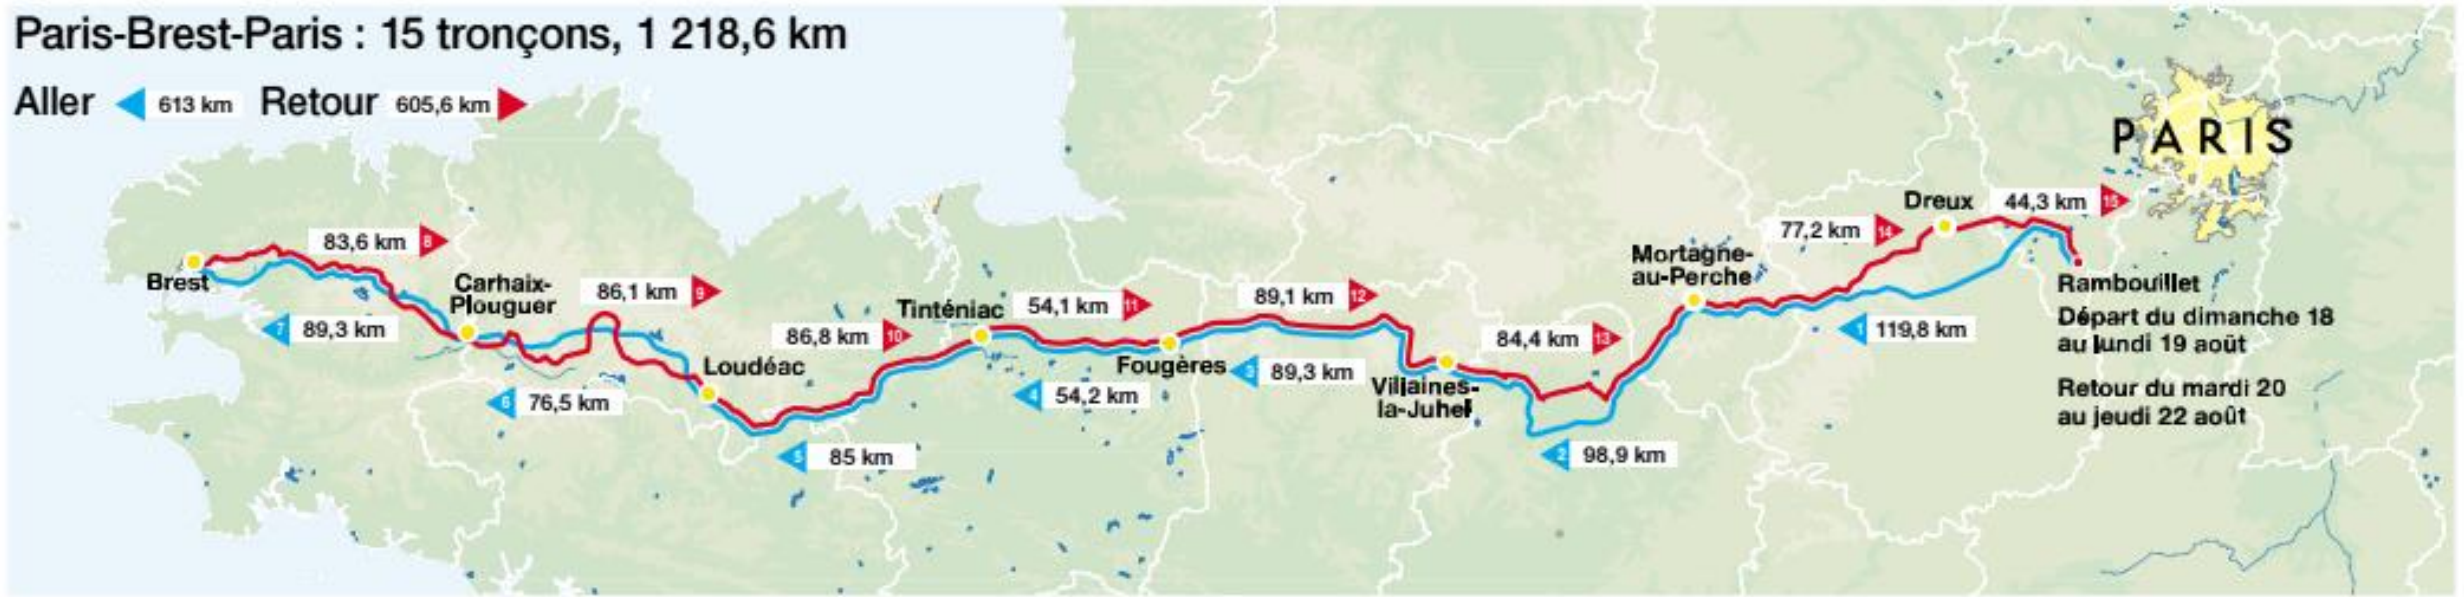 Paris-Brest-Paris : 15 tronçons, 1 218,6 km
Aller 613 km Retour 605,6 km
PARIS
Dreux
44,3 km 15
77,2 km 14
Mortagne-
au-Perche
83,6 km 8
Brest
Carhaix-
Plouguer
86,1 km 9
Tinténiac
54,1 km 11
89,1 km 12
Rambouillet
Départ du dimanche 18
au lundi 19 août
Retour du mardi 20
au jeudi 22 août
7 89,3 km
86,8 km 10
84,4 km 13
1 119,8 km
Loudéac
Fougères
3 89,3 km
Villaines-
la-Juhel
6 76,5 km
4 54,2 km
5 85 km
2 98,9 km